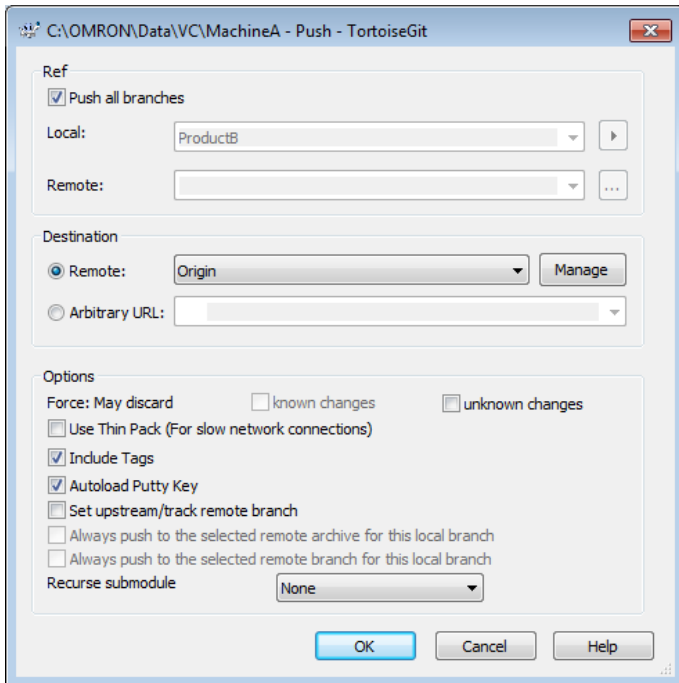 C:\OMRON\Data\VC\MachineA - Push - TortoiseGit
Ref
Push all branches
Local: ProductB
Remote: ...
Destination
Remote: Origin Manage
Arbitrary URL:
Options
Force: May discard known changes unknown changes
Use Thin Pack (For slow network connections)
Include Tags
Autoload Putty Key
Set upstream/track remote branch
Always push to the selected remote archive for this local branch
Always push to the selected remote branch for this local branch
Recurse submodule None
OK Cancel Help